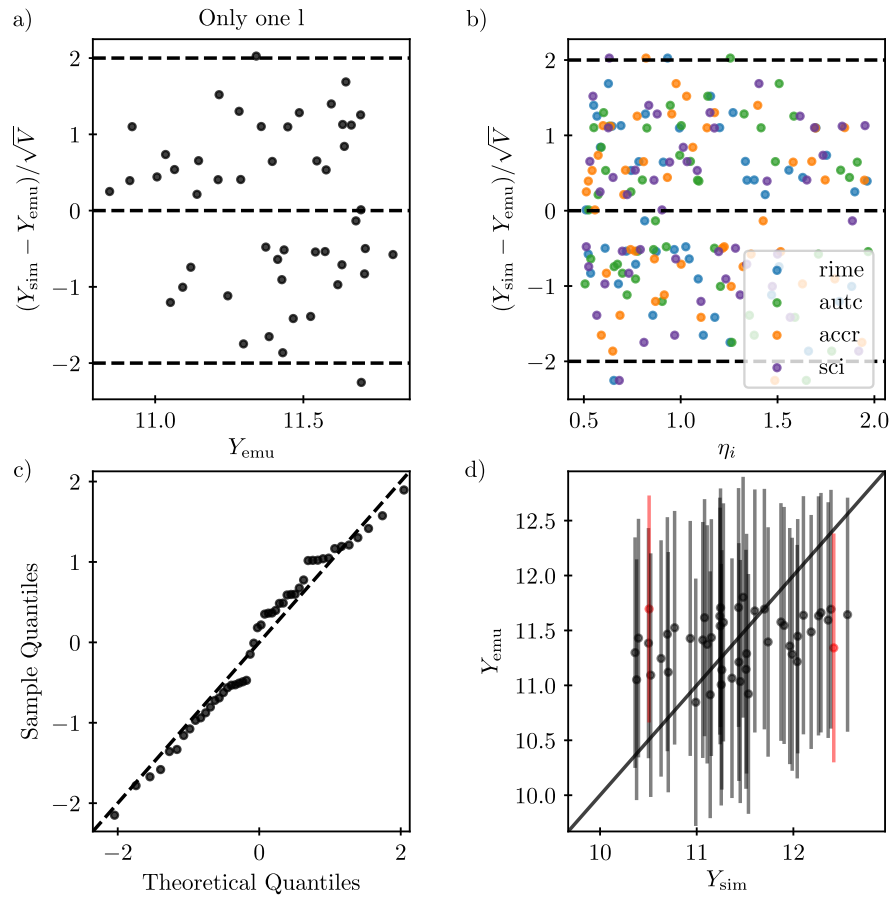 a)
Only one l
b)
2
1
0
−1
−2
(Y_sim − Y_emu)/√V
11.0
11.5
Y_emu
2
1
0
−1
−2
(Y_sim − Y_emu)/√V
rime
autc
accr
sci
0.5
1.0
1.5
2.0
η_i
c)
2
1
0
−1
−2
Sample Quantiles
−2
0
2
Theoretical Quantiles
d)
12.5
12.0
11.5
11.0
10.5
10.0
Y_emu
10
11
12
Y_sim